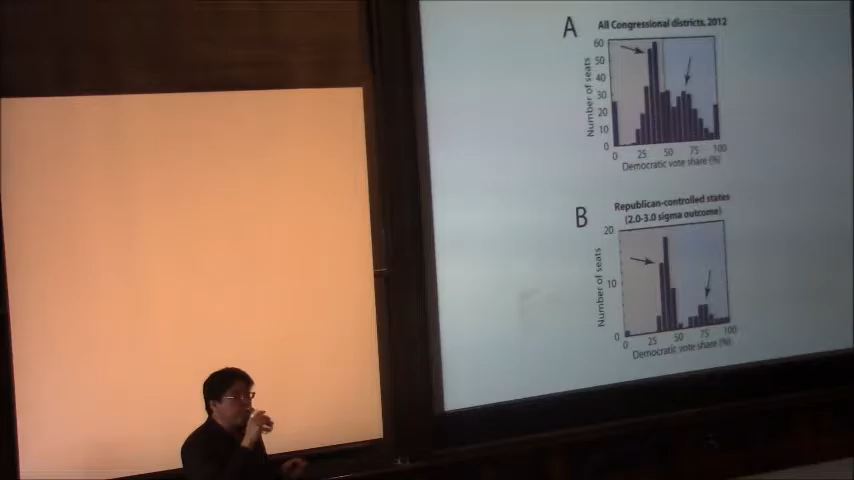 A
All Congressional districts, 2012
60
50
40
30
20
10
0
Number of seats
0 25 50 75 100
Democratic vote share (%)
B
Republican-controlled states
(2.0-3.0 sigma outcome)
20
10
0
Number of seats
0 25 50 75 100
Democratic vote share (%)